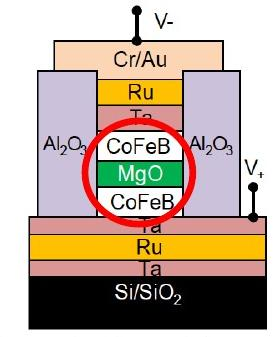 V-
Cr/Au
Ru
Ta
Al₂O₃ CoFeB Al₂O₃
MgO
V₊
CoFeB
Ta
Ru
Ta
Si/SiO₂